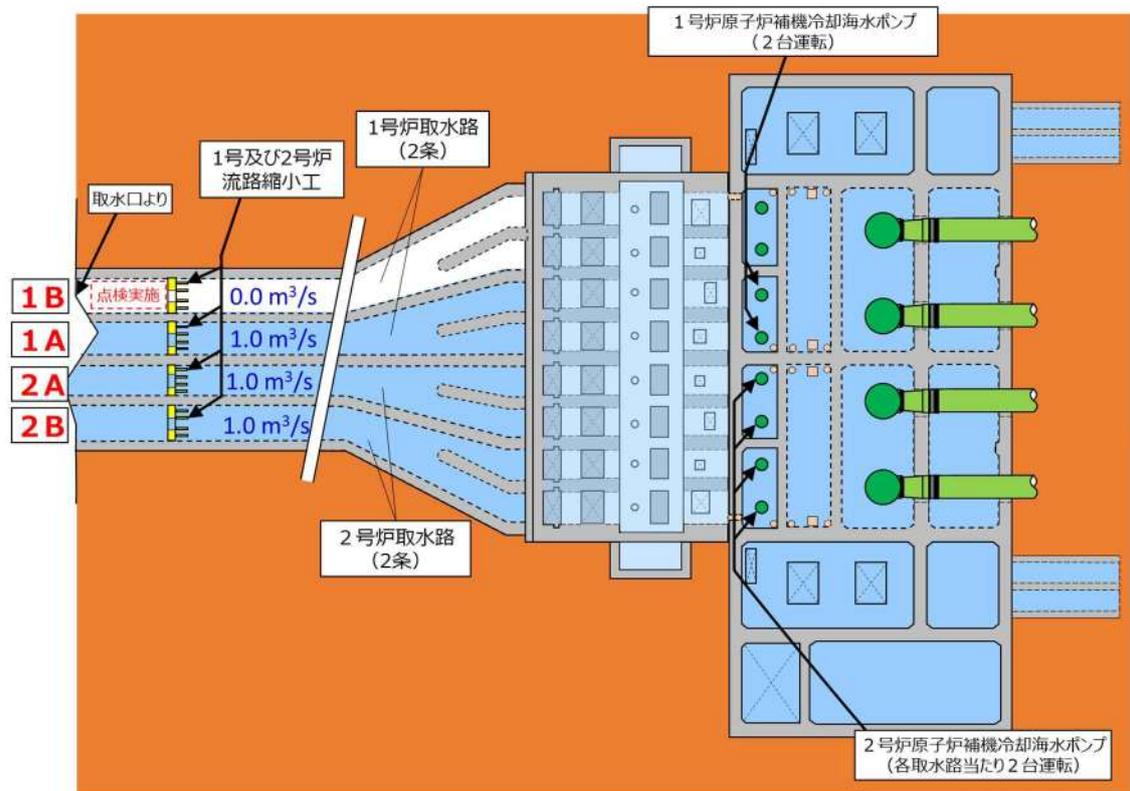 1号炉原子炉補機冷却海水ポンプ
(2台運転)
1号炉取水路
(2条)
1号及び2号炉
流路縮小工
取水口より
1B
点検実施
0.0 m³/s
1A
1.0 m³/s
2A
1.0 m³/s
2B
1.0 m³/s
2号炉取水路
(2条)
2号炉原子炉補機冷却海水ポンプ
(各取水路当たり2台運転)